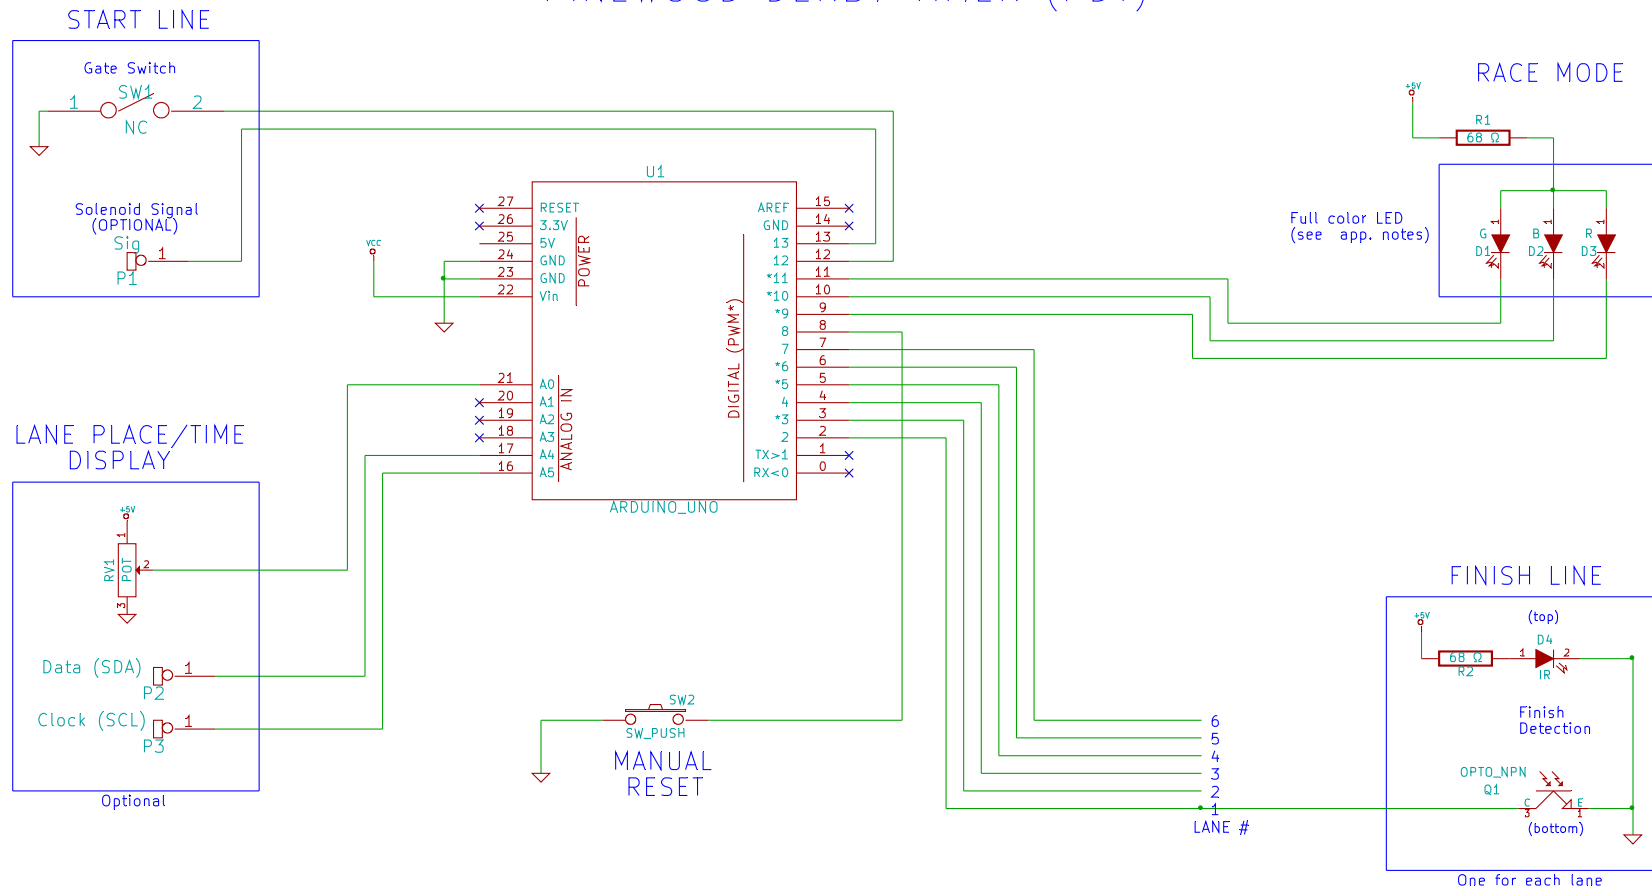 START LINE
Gate Switch
SW1
1
2
NC
Solenoid Signal
(OPTIONAL)
Sig
1
P1
VCC
U1
27 RESET
26 3.3V
25 5V
24 GND
23 GND
22 Vin
POWER
21 A0
20 A1
19 A2
18 A3
17 A4
16 A5
ANALOG IN
AREF 15
GND 14
13 13
12 12
*11 11
*10 10
*9 9
8 8
7 7
*6 6
*5 5
4 4
*3 3
2 2
TX>1 1
RX<0 0
DIGITAL (PWM*)
ARDUINO_UNO
RACE MODE
+5V
R1
68 Ω
Full color LED
(see app. notes)
1 1 1
G B R
D1 D2 D3
2 2 2
LANE PLACE/TIME
DISPLAY
+5V
1
RV1
POT
2
3
Data (SDA)
1
P2
Clock (SCL)
1
P3
Optional
SW2
SW_PUSH
MANUAL
RESET
6
5
4
3
2
1
LANE #
FINISH LINE
+5V
(top)
D4
68 Ω
1
2
R2
IR
Finish
Detection
OPTO_NPN
Q1
C
E
3
1
(bottom)
One for each lane